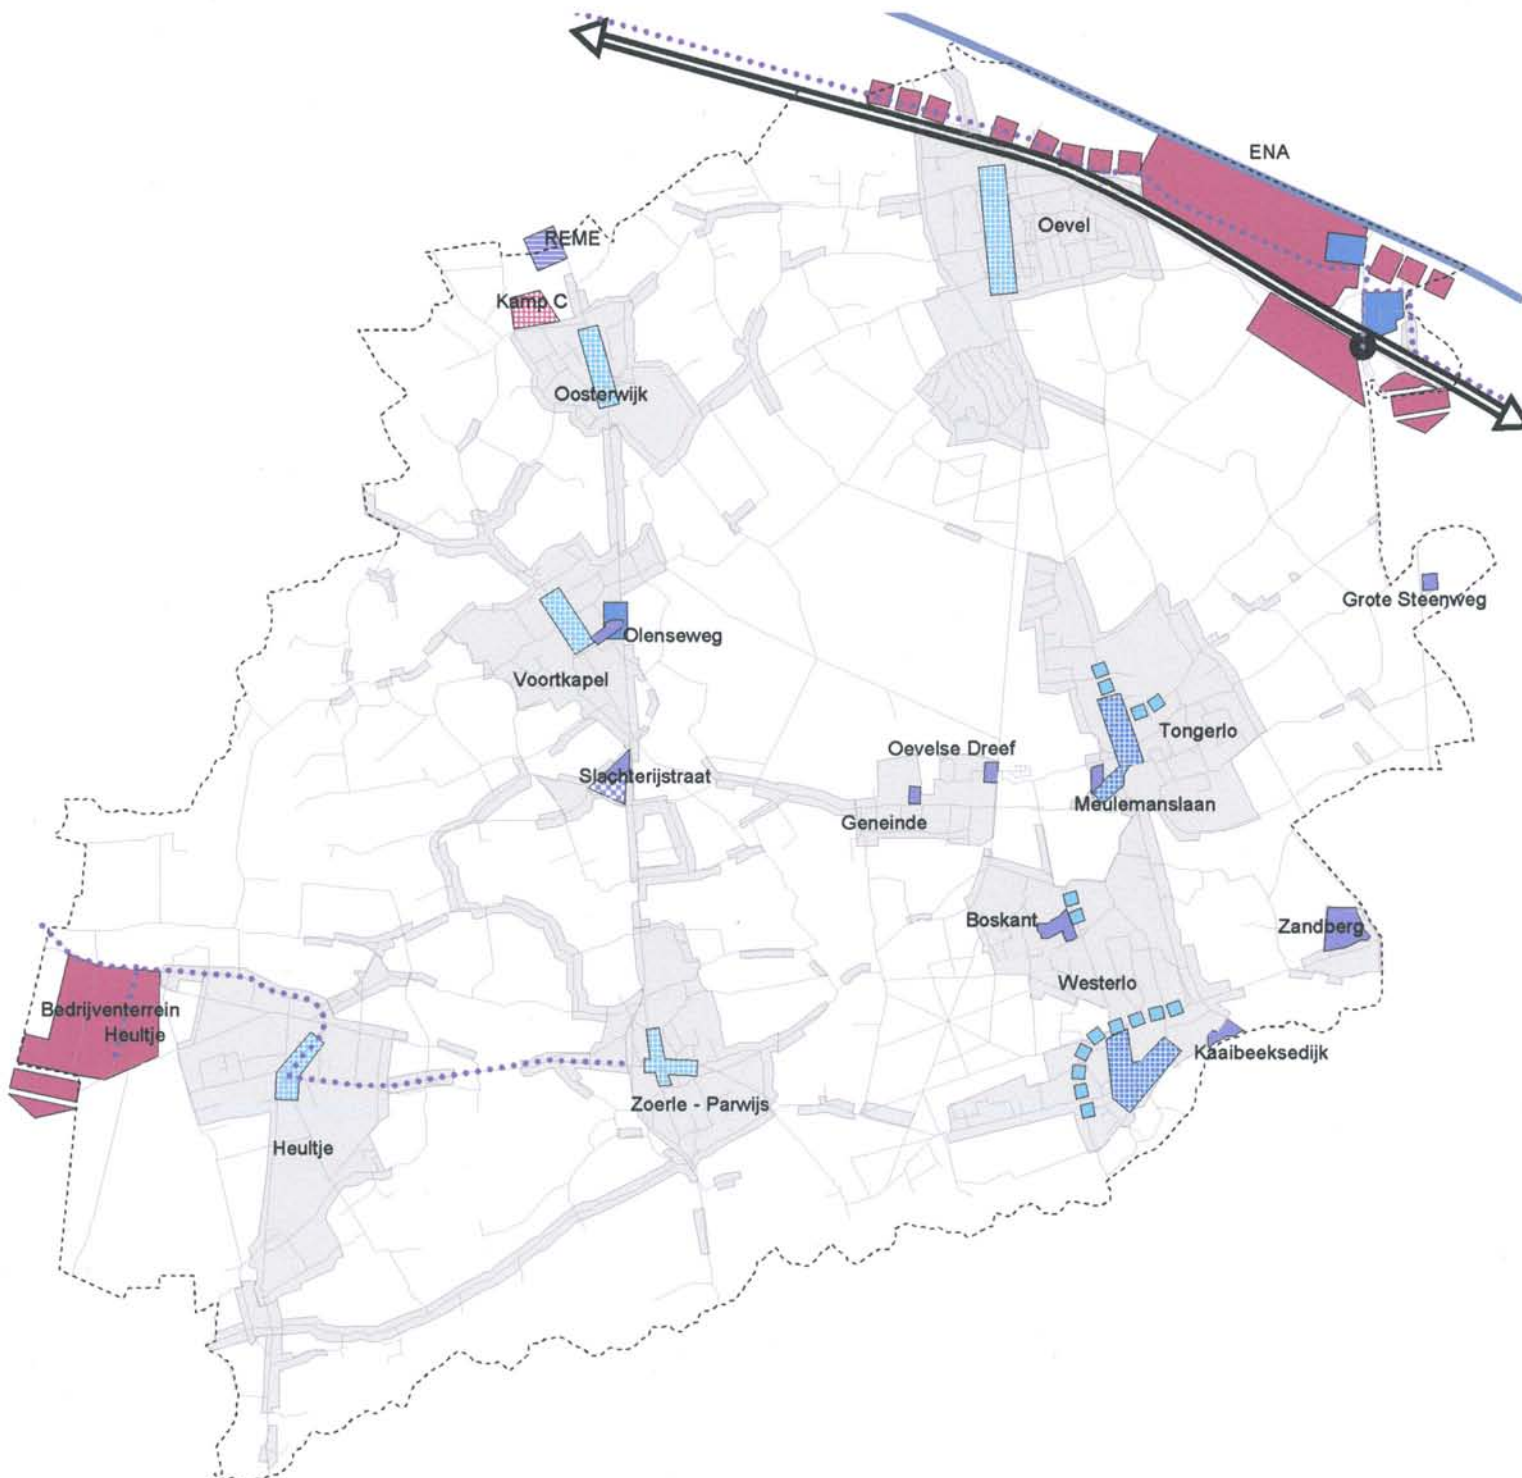 ENA
Oevel
REME
Kamp C
Oosterwijk
Grote Steenweg
Olenseweg
Voortkapel
Tongerlo
Oevelse Dreef
Slachterijstraat
Meulemanslaan
Geneinde
Boskant
Zandberg
Westerlo
Bedrijventerrein
Heultje
Kaaibeeksedijk
Zoerle - Parwijs
Heultje